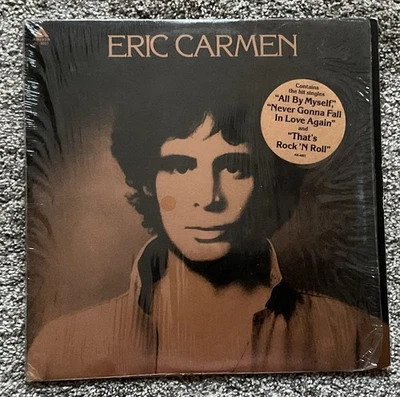 ERIC CARMEN
Contains
the hit singles
"All By Myself,"
"Never Gonna Fall
In Love Again"
and
"That's
Rock 'N Roll"